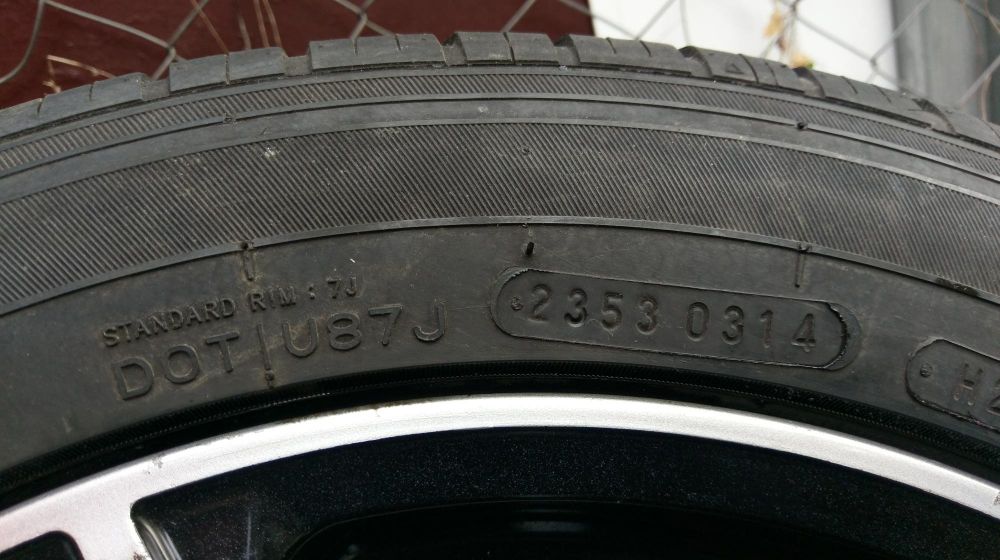 STANDARD RIM : 7J
DOT U87J 2353 0314